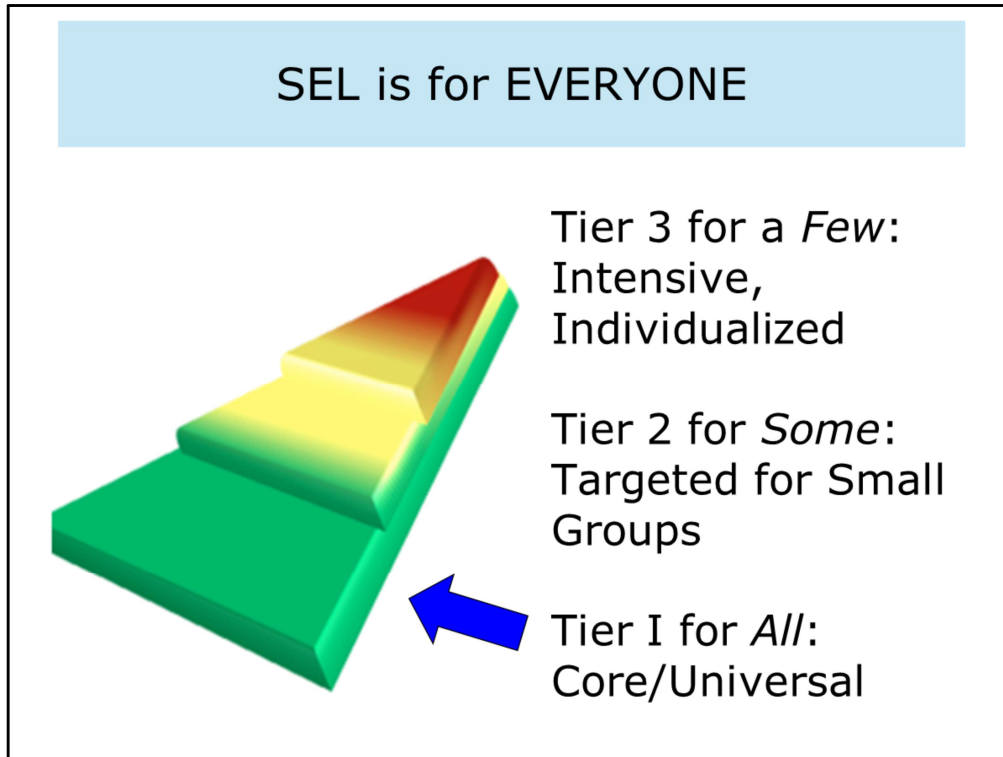 SEL is for EVERYONE
Tier 3 for a Few:
Intensive,
Individualized
Tier 2 for Some:
Targeted for Small
Groups
Tier I for All:
Core/Universal